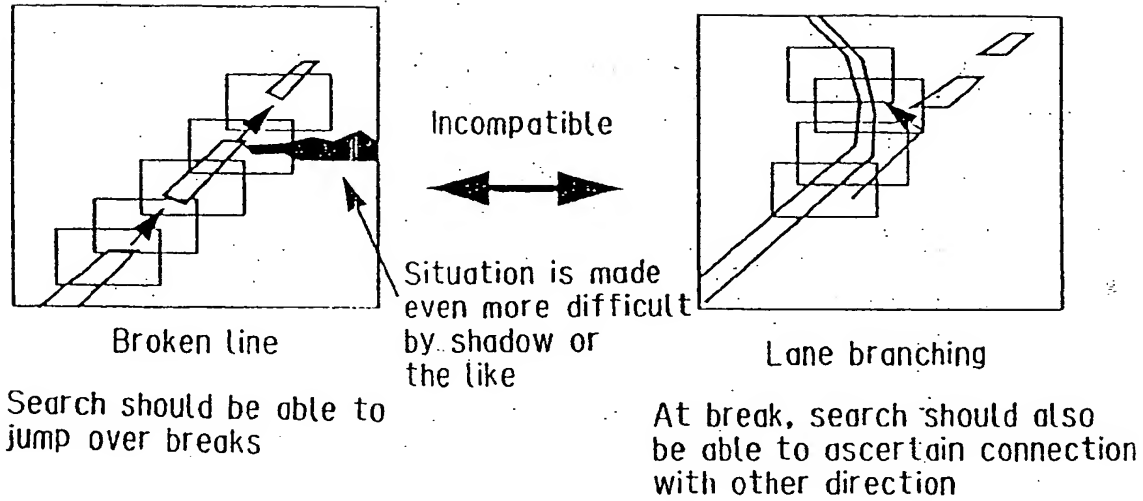 Incompatible
Situation is made
even more difficult
by shadow or
the like
Broken line
Search should be able to
jump over breaks
Lane branching
At break, search should also
be able to ascertain connection
with other direction